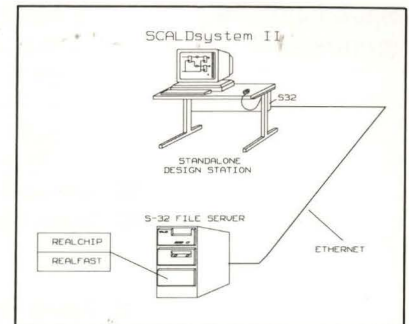 SCALDsystem II
S32
STANDALONE
DESIGN STATION
S-32 FILE SERVER
REALCHIP
REALFAST
ETHERNET